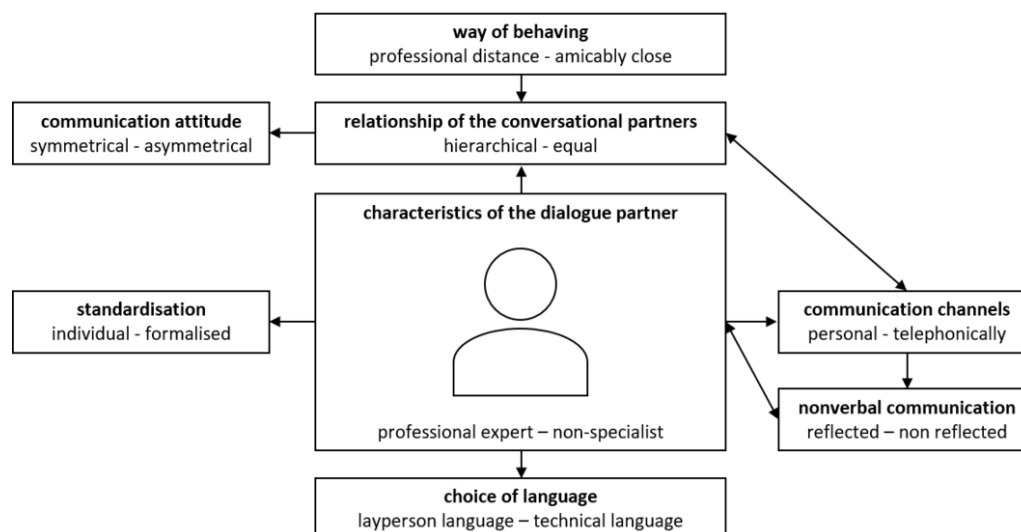 way of behaving
professional distance - amicably close
communication attitude
symmetrical - asymmetrical
relationship of the conversational partners
hierarchical - equal
characteristics of the dialogue partner
standardisation
individual - formalised
communication channels
personal - telephonically
nonverbal communication
reflected – non reflected
professional expert – non-specialist
choice of language
layperson language – technical language